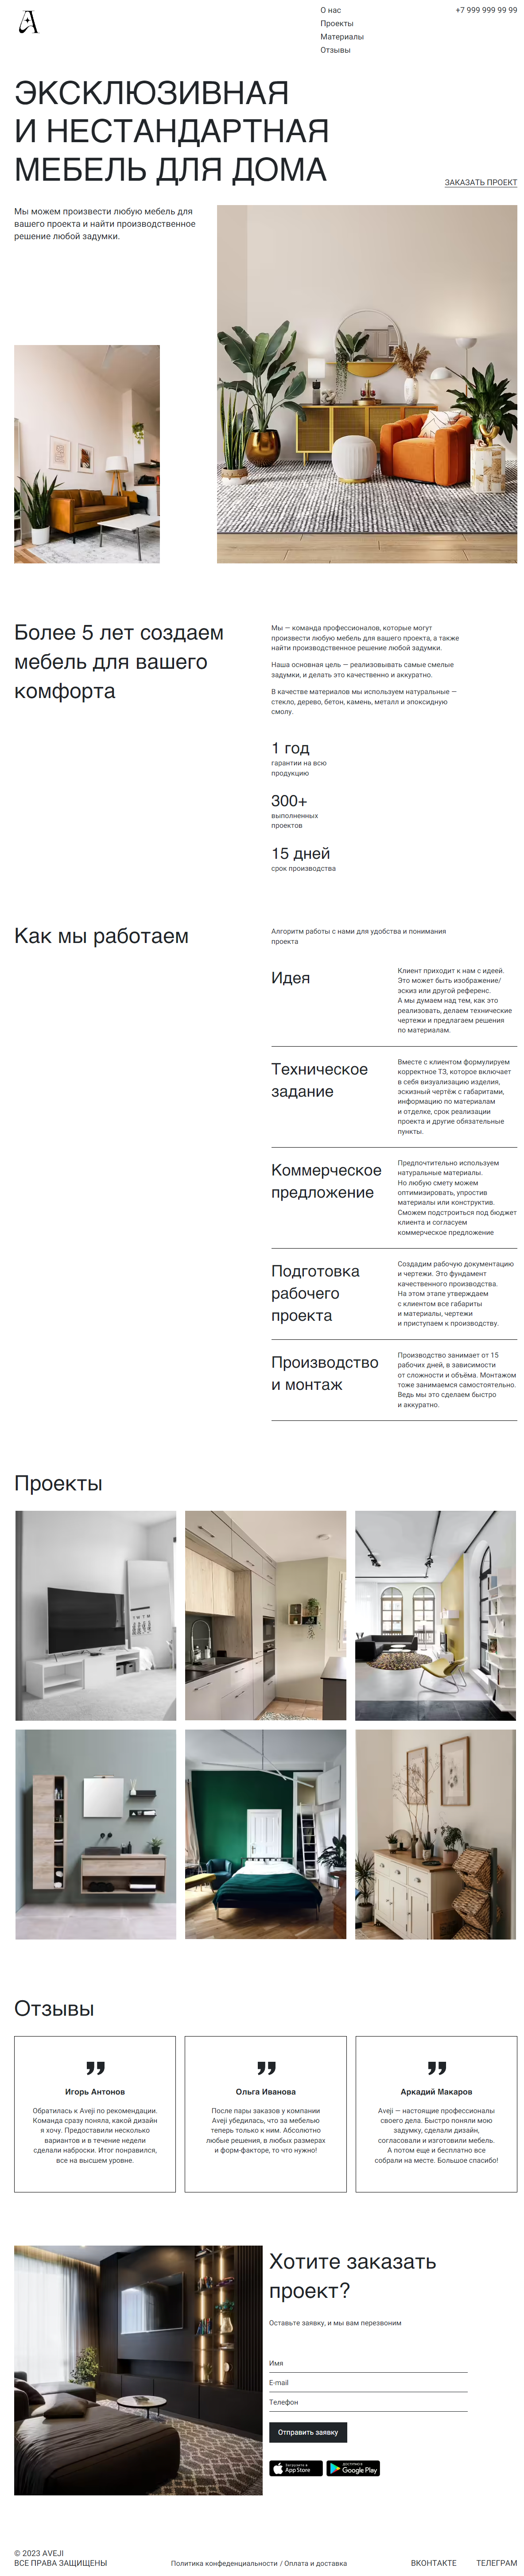 О нас
Проекты
Материалы
Отзывы
+7 999 999 99 99
ЭКСКЛЮЗИВНАЯ
И НЕСТАНДАРТНАЯ
МЕБЕЛЬ ДЛЯ ДОМА
ЗАКАЗАТЬ ПРОЕКТ
Мы можем произвести любую мебель для
вашего проекта и найти производственное
решение любой задумки.
Более 5 лет создаем
мебель для вашего
комфорта
Мы — команда профессионалов, которые могут
произвести любую мебель для вашего проекта, а также
найти производственное решение любой задумки.
Наша основная цель — реализовывать самые смелые
задумки, и делать это качественно и аккуратно.
В качестве материалов мы используем натуральные —
стекло, дерево, бетон, камень, металл и эпоксидную
смолу.
1 год
гарантии на всю
продукцию
300+
выполненных
проектов
15 дней
срок производства
Как мы работаем
Алгоритм работы с нами для удобства и понимания
проекта
Идея
Клиент приходит к нам с идеей.
Это может быть изображение/
эскиз или другой референс.
А мы думаем над тем, как это
реализовать, делаем технические
чертежи и предлагаем решения
по материалам.
Техническое
задание
Вместе с клиентом формулируем
корректное ТЗ, которое включает
в себя визуализацию изделия,
эскизный чертёж с габаритами,
информацию по материалам
и отделке, срок реализации
проекта и другие обязательные
пункты.
Коммерческое
предложение
Предпочтительно используем
натуральные материалы.
Но любую смету можем
оптимизировать, упростив
материалы или конструктив.
Сможем подстроиться под бюджет
клиента и согласуем
коммерческое предложение
Подготовка
рабочего
проекта
Создадим рабочую документацию
и чертежи. Это фундамент
качественного производства.
На этом этапе утверждаем
с клиентом все габариты
и материалы, чертежи
и приступаем к производству.
Производство
и монтаж
Производство занимает от 15
рабочих дней, в зависимости
от сложности и объёма. Монтажом
тоже занимаемся самостоятельно.
Ведь мы это сделаем быстро
и аккуратно.
Проекты
Отзывы
Игорь Антонов
Обратилась к Aveji по рекомендации.
Команда сразу поняла, какой дизайн
я хочу. Предоставили несколько
вариантов и в течение недели
сделали наброски. Итог понравился,
все на высшем уровне.
Ольга Иванова
После пары заказов у компании
Aveji убедилась, что за мебелью
теперь только к ним. Абсолютно
любые решения, в любых размерах
и форм-факторе, то что нужно!
Аркадий Макаров
Aveji — настоящие профессионалы
своего дела. Быстро поняли мою
задумку, сделали дизайн,
согласовали и изготовили мебель.
А потом еще и бесплатно все
собрали на месте. Большое спасибо!
Хотите заказать
проект?
Оставьте заявку, и мы вам перезвоним
Имя
E-mail
Телефон
Отправить заявку
Загрузите в
App Store
ДОСТУПНО В
Google Play
© 2023 AVEJI
ВСЕ ПРАВА ЗАЩИЩЕНЫ
Политика конфеденциальности / Оплата и доставка
ВКОНТАКТЕ
ТЕЛЕГРАМ